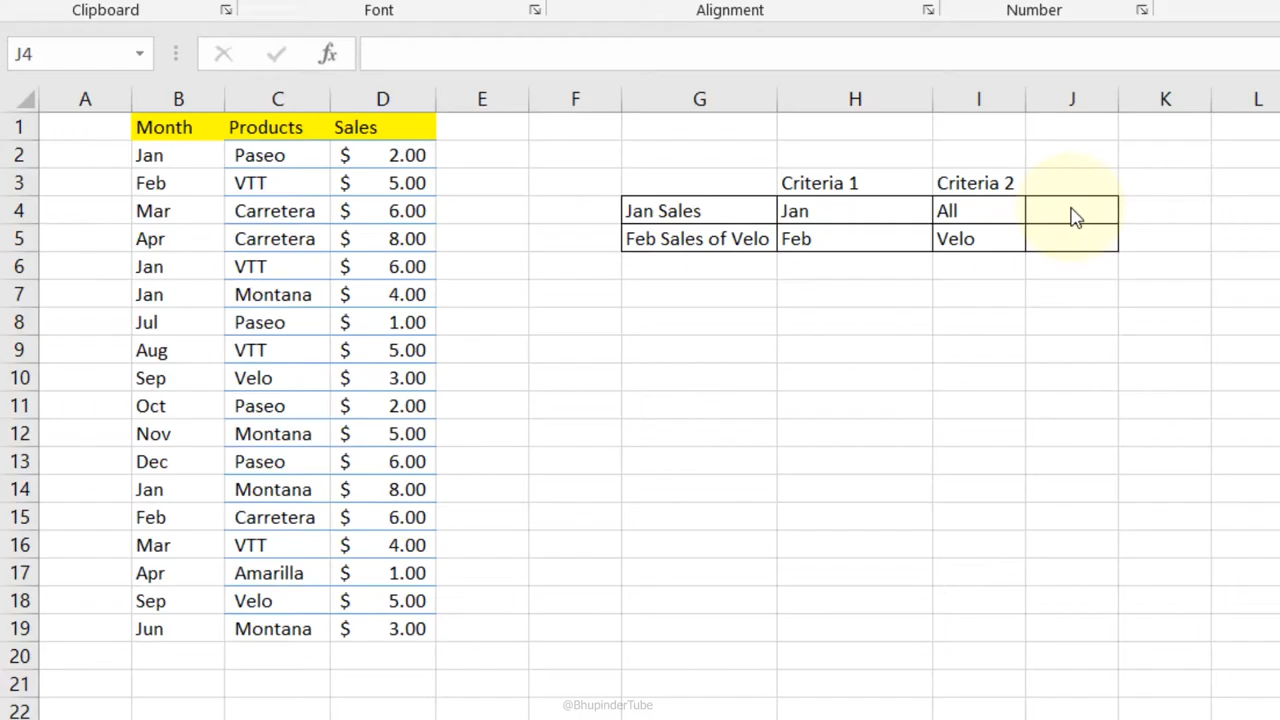 Clipboard Font Alignment Number
J4 fx
A B C D E F G H I J K L
1 Month Products Sales
2 Jan Paseo $ 2.00
3 Feb VTT $ 5.00 Criteria 1 Criteria 2
4 Mar Carretera $ 6.00 Jan Sales Jan All
5 Apr Carretera $ 8.00 Feb Sales of Velo Feb Velo
6 Jan VTT $ 6.00
7 Jan Montana $ 4.00
8 Jul Paseo $ 1.00
9 Aug VTT $ 5.00
10 Sep Velo $ 3.00
11 Oct Paseo $ 2.00
12 Nov Montana $ 5.00
13 Dec Paseo $ 6.00
14 Jan Montana $ 8.00
15 Feb Carretera $ 6.00
16 Mar VTT $ 4.00
17 Apr Amarilla $ 1.00
18 Sep Velo $ 5.00
19 Jun Montana $ 3.00
20
21
22
@BhupinderTube